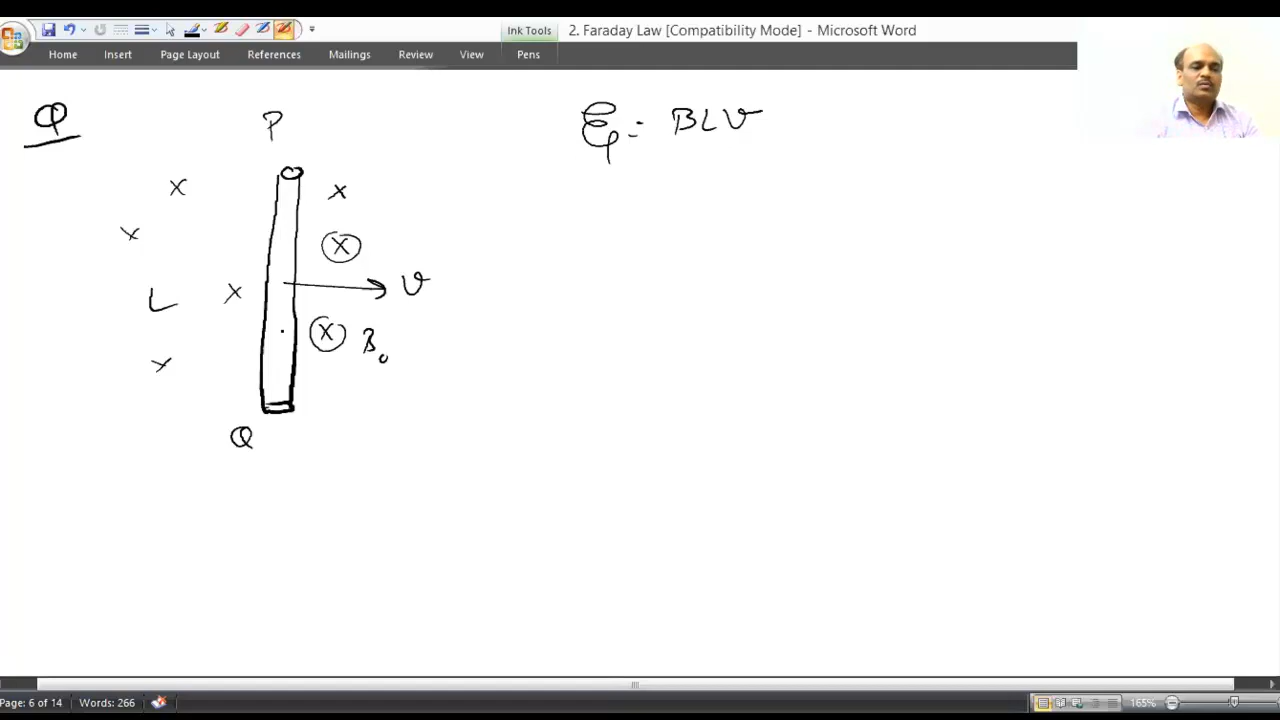 Ink Tools
2. Faraday Law [Compatibility Mode] - Microsoft Word
Home Insert Page Layout References Mailings Review View Pens
Q
P
ξ = BLV
x x
x ⓧ
L x V
x ⓧ B₀
Q
Page: 6 of 14 Words: 266 165%